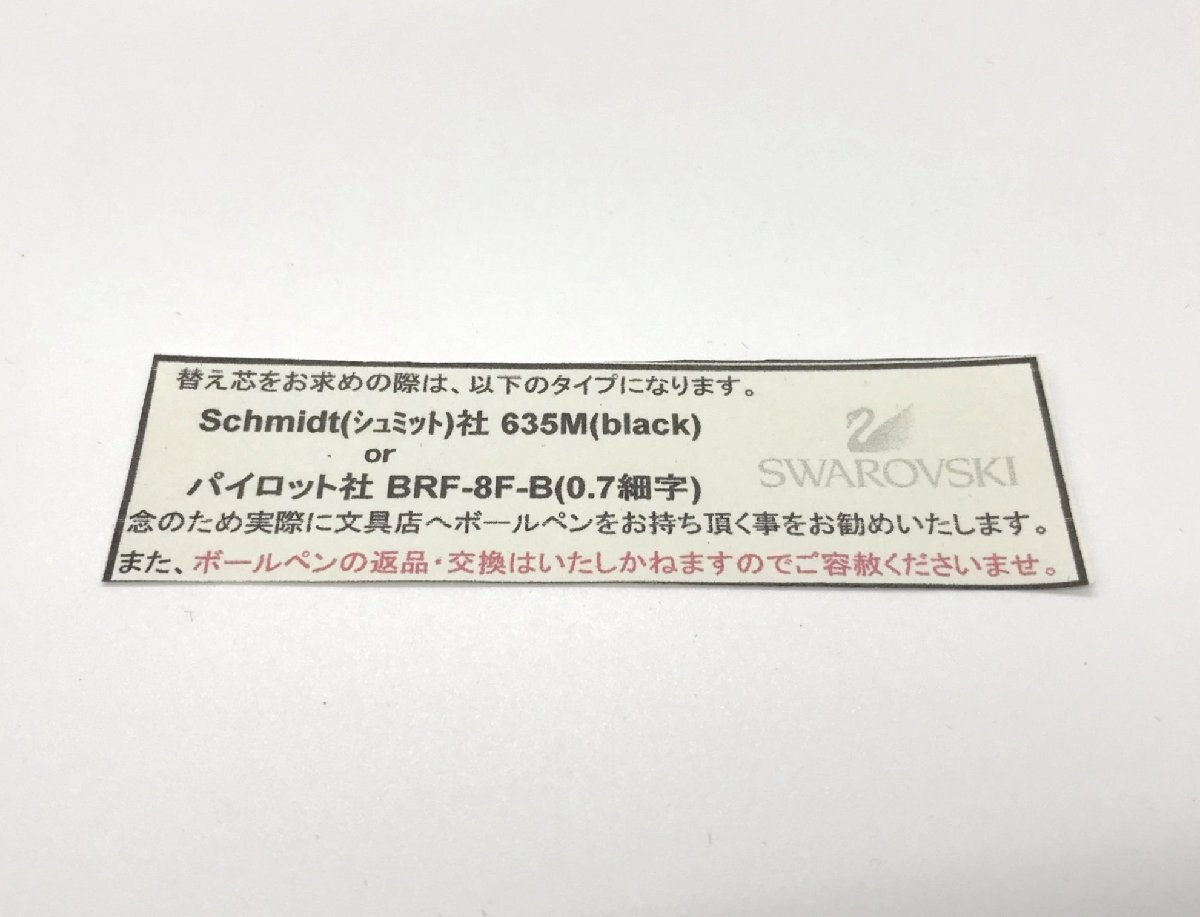 替え芯をお求めの際は、以下のタイプになります。
Schmidt(シュミット)社 635M(black)
or
パイロット社 BRF-8F-B(0.7細字)
SWAROVSKI
念のため実際に文具店へボールペンをお持ち頂く事をお勧めいたします。
また、ボールペンの返品・交換はいたしかねますのでご容赦くださいませ。